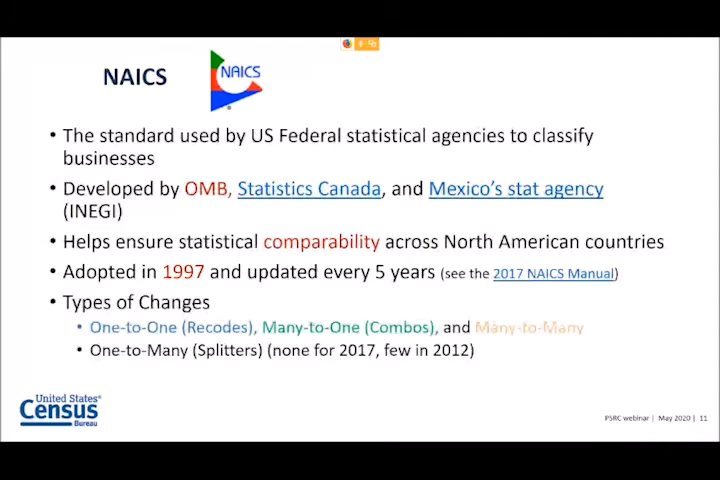 NAICS
NAICS
• The standard used by US Federal statistical agencies to classify
businesses
• Developed by OMB, Statistics Canada, and Mexico's stat agency
(INEGI)
• Helps ensure statistical comparability across North American countries
• Adopted in 1997 and updated every 5 years (see the 2017 NAICS Manual)
• Types of Changes
• One-to-One (Recodes), Many-to-One (Combos), and Many-to-Many
• One-to-Many (Splitters) (none for 2017, few in 2012)
United States®
Census
Bureau
PSRC webinar | May 2020 | 11